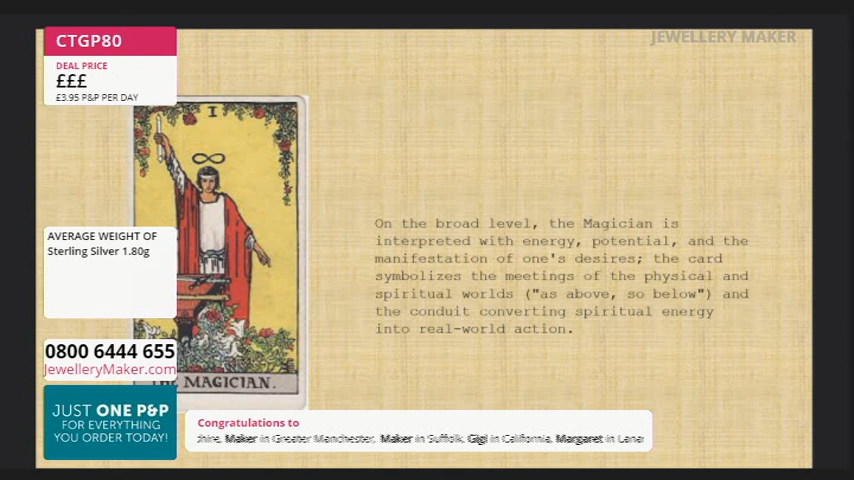 JEWELLERY MAKER
CTGP80
DEAL PRICE
£££
£3.95 P&P PER DAY
I
AVERAGE WEIGHT OF
Sterling Silver 1.80g
On the broad level, the Magician is
interpreted with energy, potential, and the
manifestation of one's desires; the card
symbolizes the meetings of the physical and
spiritual worlds ("as above, so below") and
the conduit converting spiritual energy
into real-world action.
0800 6444 655
JewelleryMaker.com
MAGICIAN.
JUST ONE P&P
FOR EVERYTHING
YOU ORDER TODAY!
Congratulations to
Maker in Greater Manchester, Maker in Suffolk, Gigi in California, Margaret in